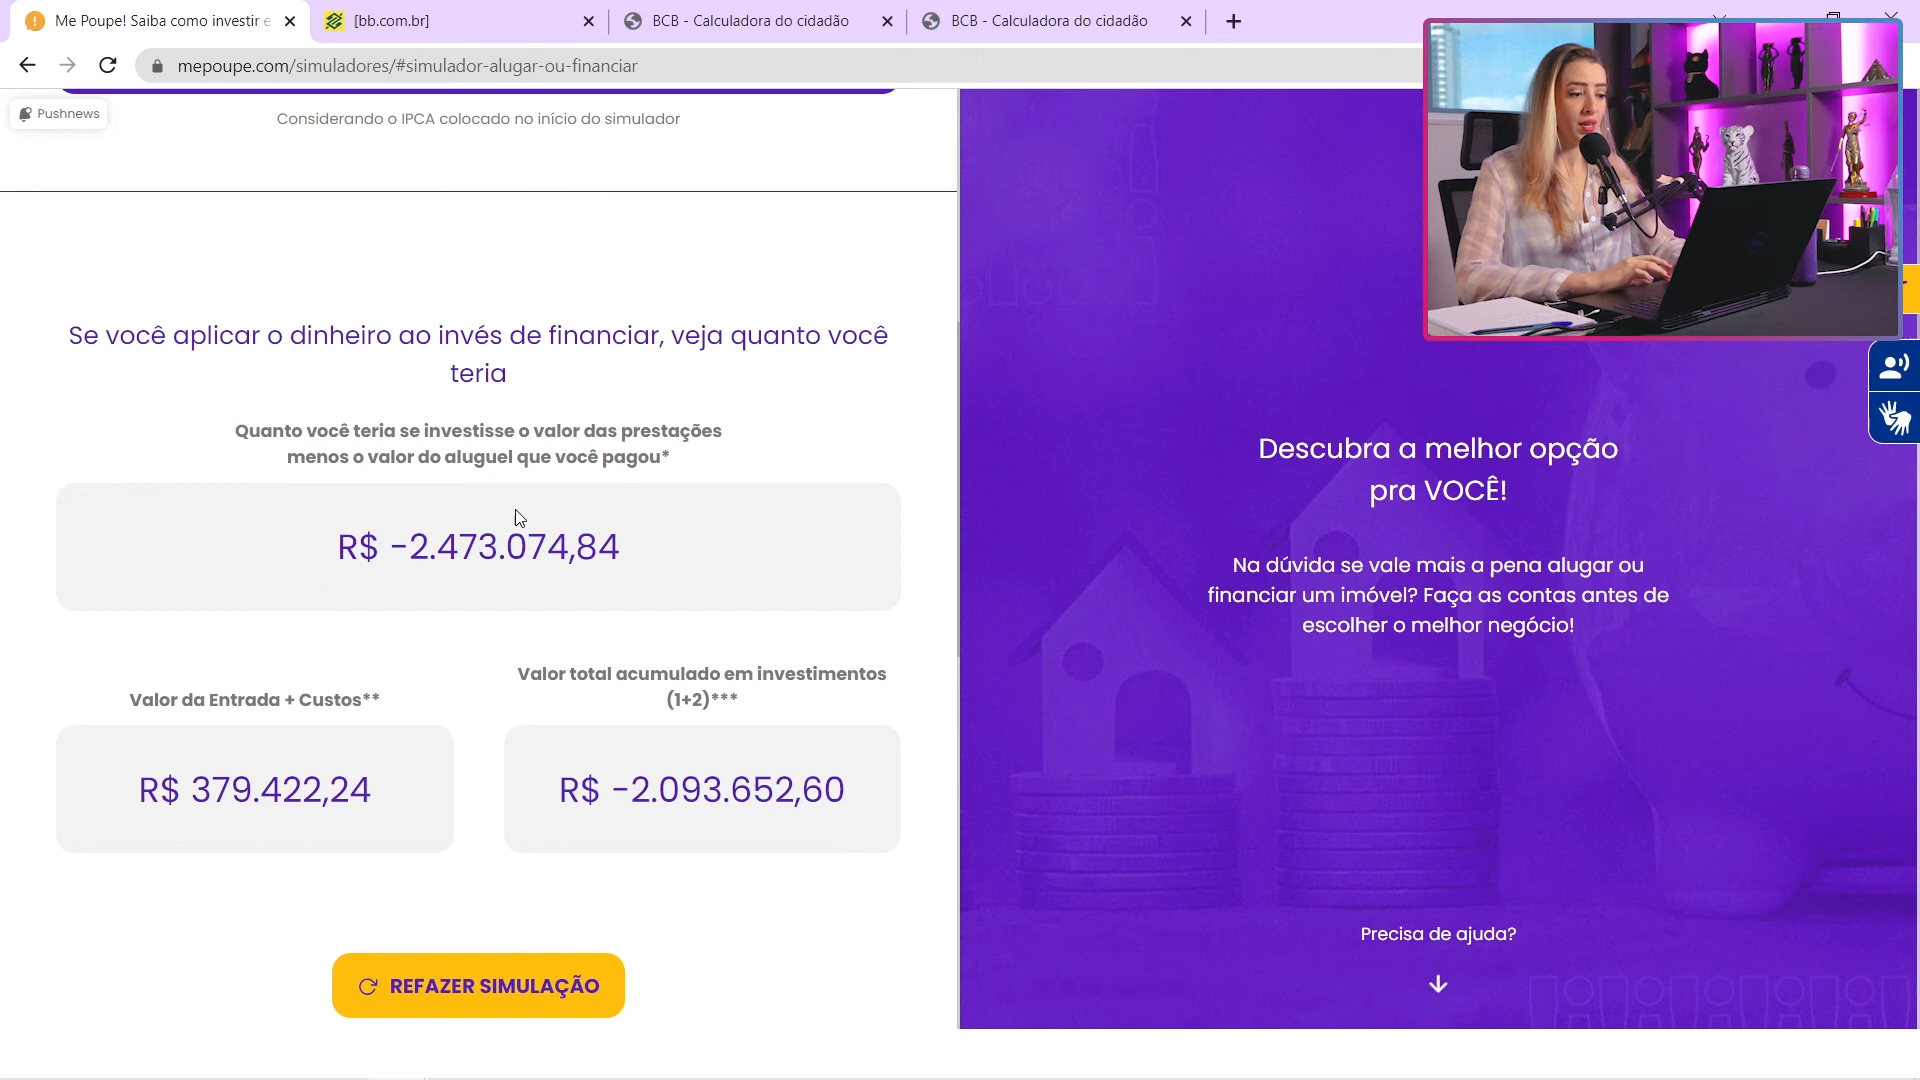 Me Poupe! Saiba como investir e
[bb.com.br]
BCB - Calculadora do cidadão
BCB - Calculadora do cidadão
mepoupe.com/simuladores/#simulador-alugar-ou-financiar
Pushnews
Considerando o IPCA colocado no início do simulador
Se você aplicar o dinheiro ao invés de financiar, veja quanto você
teria
Quanto você teria se investisse o valor das prestações
menos o valor do aluguel que você pagou*
R$ -2.473.074,84
Valor da Entrada + Custos**
R$ 379.422,24
Valor total acumulado em investimentos
(1+2)***
R$ -2.093.652,60
REFAZER SIMULAÇÃO
Descubra a melhor opção
pra VOCÊ!
Na dúvida se vale mais a pena alugar ou
financiar um imóvel? Faça as contas antes de
escolher o melhor negócio!
Precisa de ajuda?